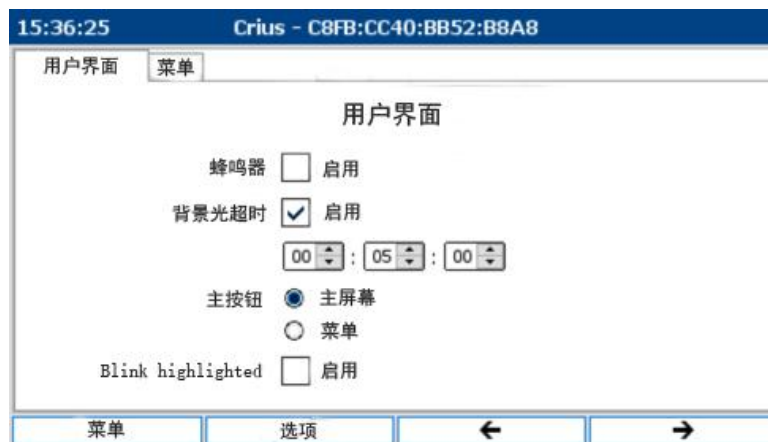 15:36:25 Crius - C8FB:CC40:BB52:B8A8
用户界面 菜单
用户界面
蜂鸣器 启用
背景光超时 启用
00 : 05 : 00
主按钮 主屏幕
菜单
Blink highlighted 启用
菜单 选项 ← →